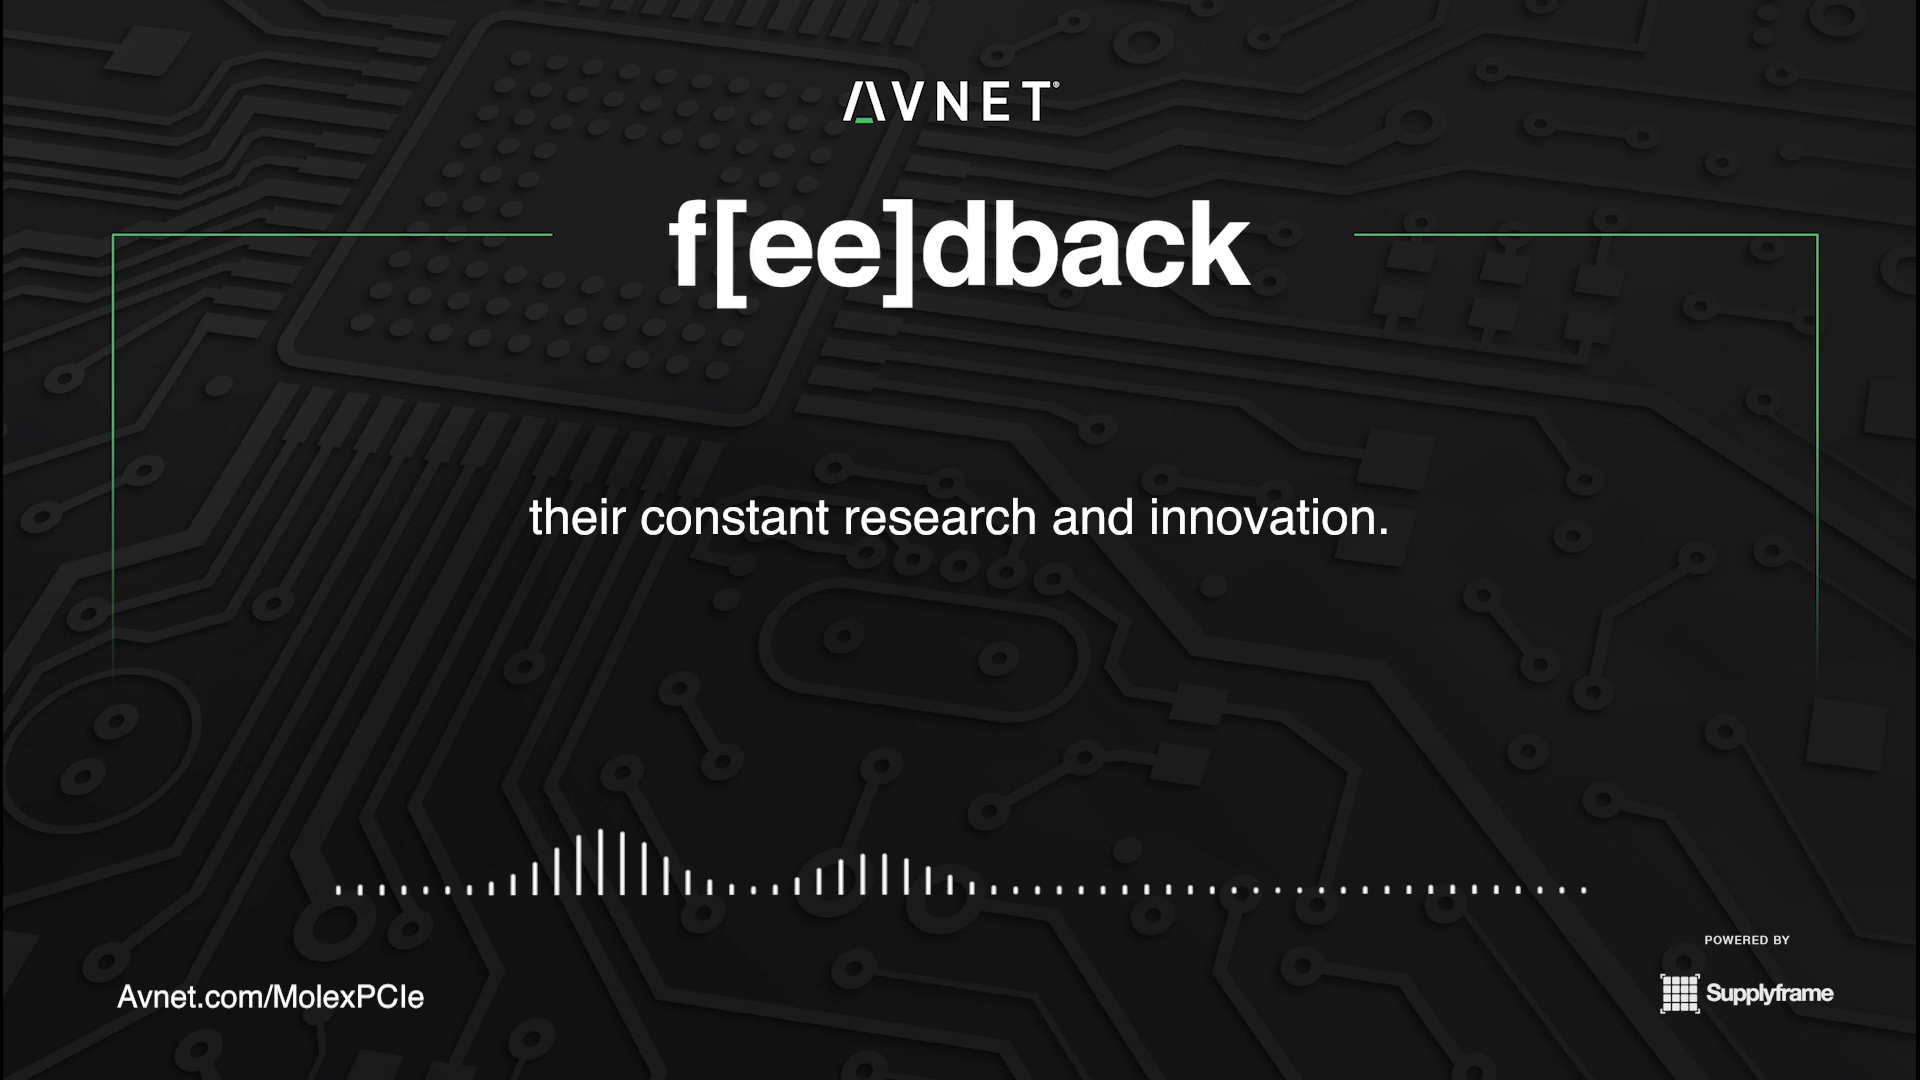 AVNET®
f[ee]dback
their constant research and innovation.
POWERED BY
Supplyframe
Avnet.com/MolexPCIe